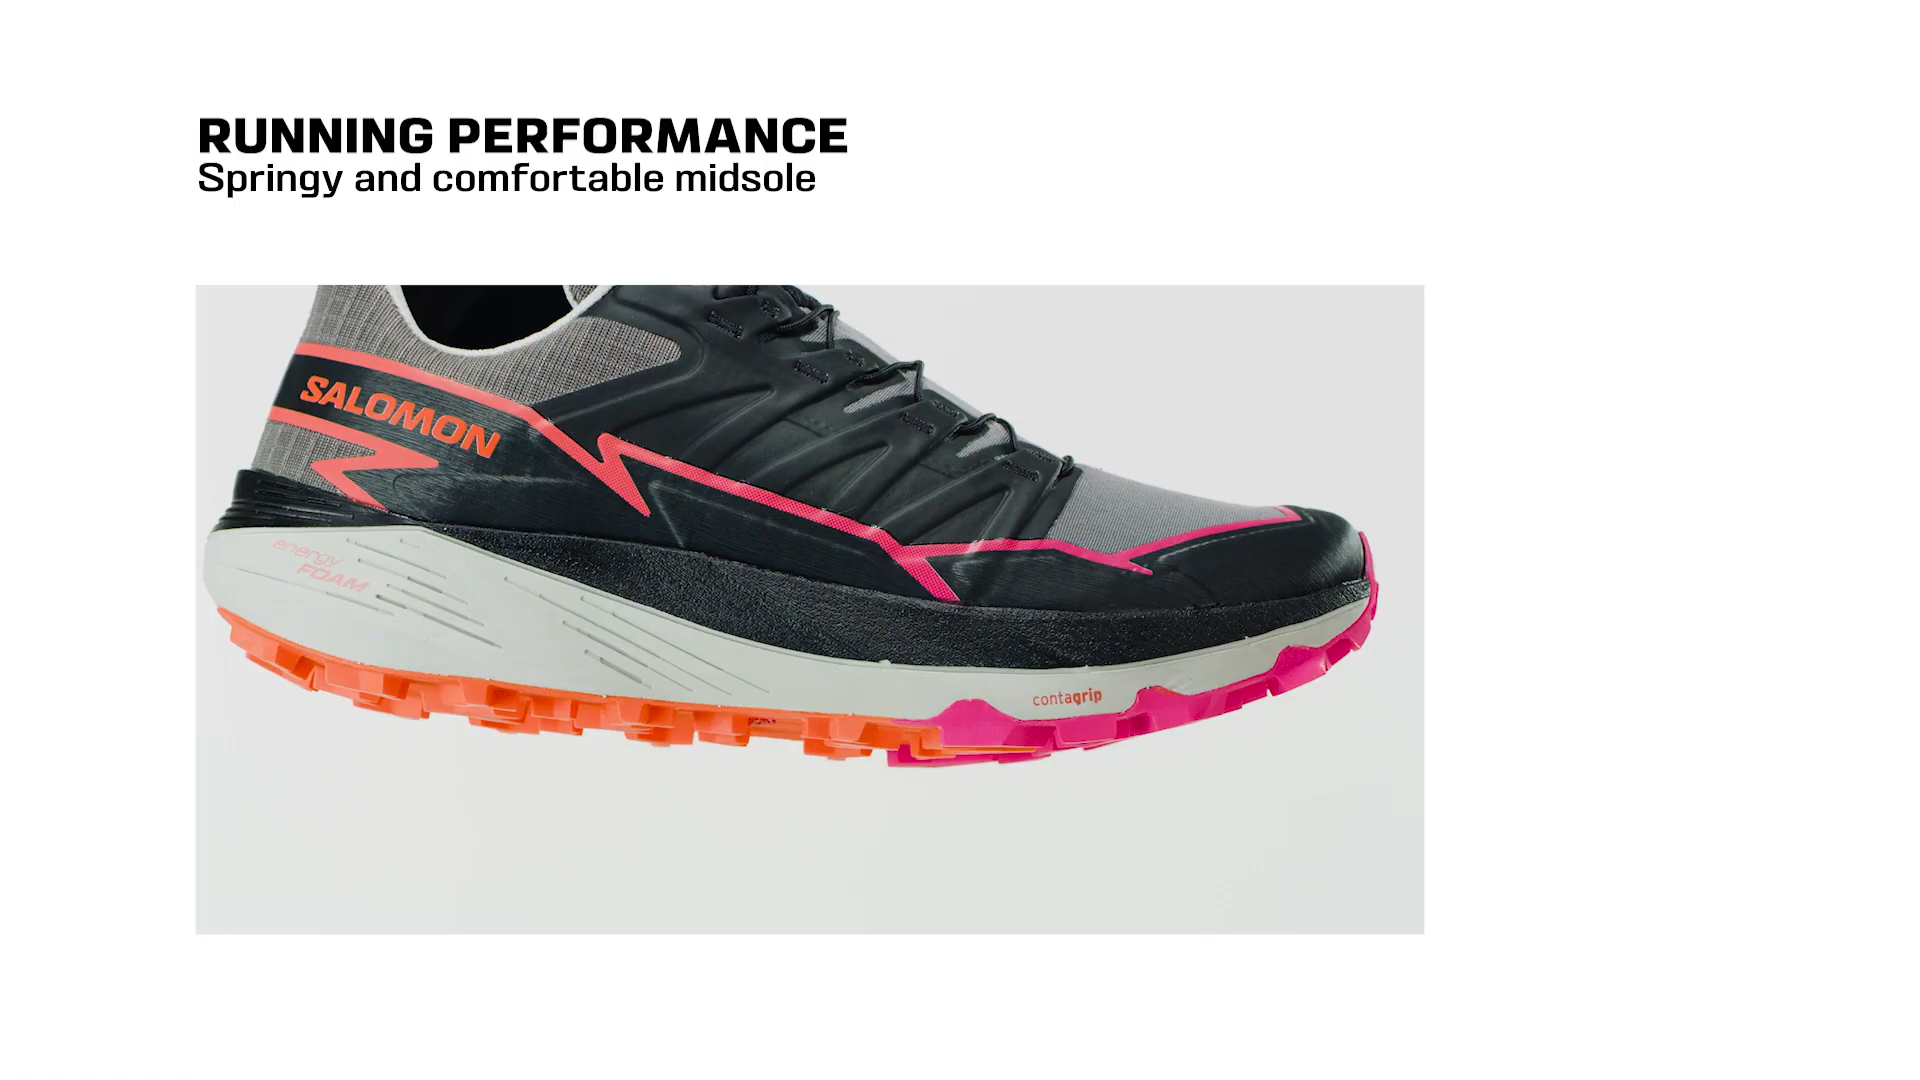 RUNNING PERFORMANCE
Springy and comfortable midsole
SALOMON
energy
FOAM
contagrip